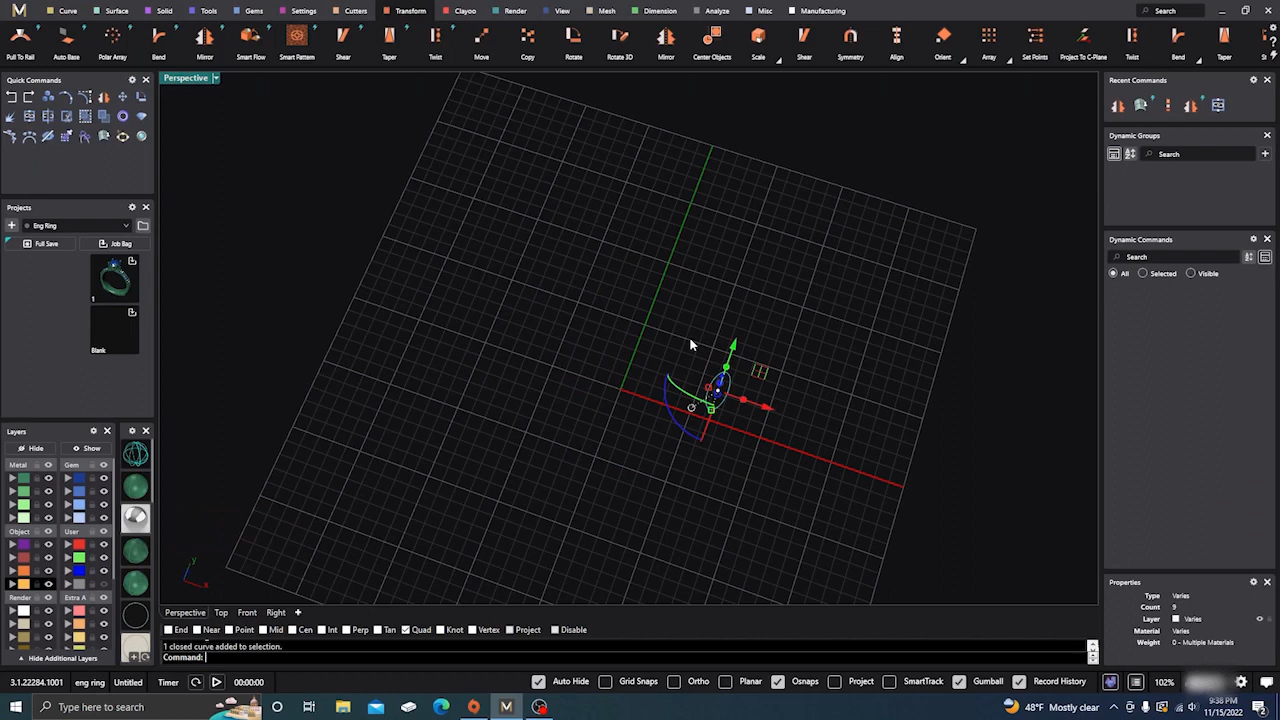 Curve Surface Solid Tools Gems Settings Cutters Transform Clayoo Render View Mesh Dimension Analyze Misc Manufacturing Search
Pull To Rail Auto Base Polar Array Bend Mirror Smart Flow Smart Pattern Shear Taper Twist Move Copy Rotate Rotate 3D Mirror Center Objects Scale Shear Symmetry Align Orient Array Set Points Project To C-Plane Twist Bend Taper
Quick Commands
Perspective
Recent Commands
Dynamic Groups
Search
Projects
Eng Ring
Full Save Job Bag
1
Blank
Dynamic Commands
Search
All Selected Visible
Layers
Hide Show
Metal Gem
Object User
Render Extra A
Hide Additional Layers
y
x
Perspective Top Front Right
End Near Point Mid Cen Int Perp Tan Quad Knot Vertex Project Disable
1 closed curve added to selection.
Command:
Properties
Type Varies
Count 9
Layer Varies
Material Varies
Weight 0 - Multiple Materials
3.1.22284.1001 eng ring Untitled Timer 00:00:00 Auto Hide Grid Snaps Ortho Planar Osnaps Project SmartTrack Gumball Record History 102%
Type here to search
48°F Mostly clear
9:38 PM
11/15/2022